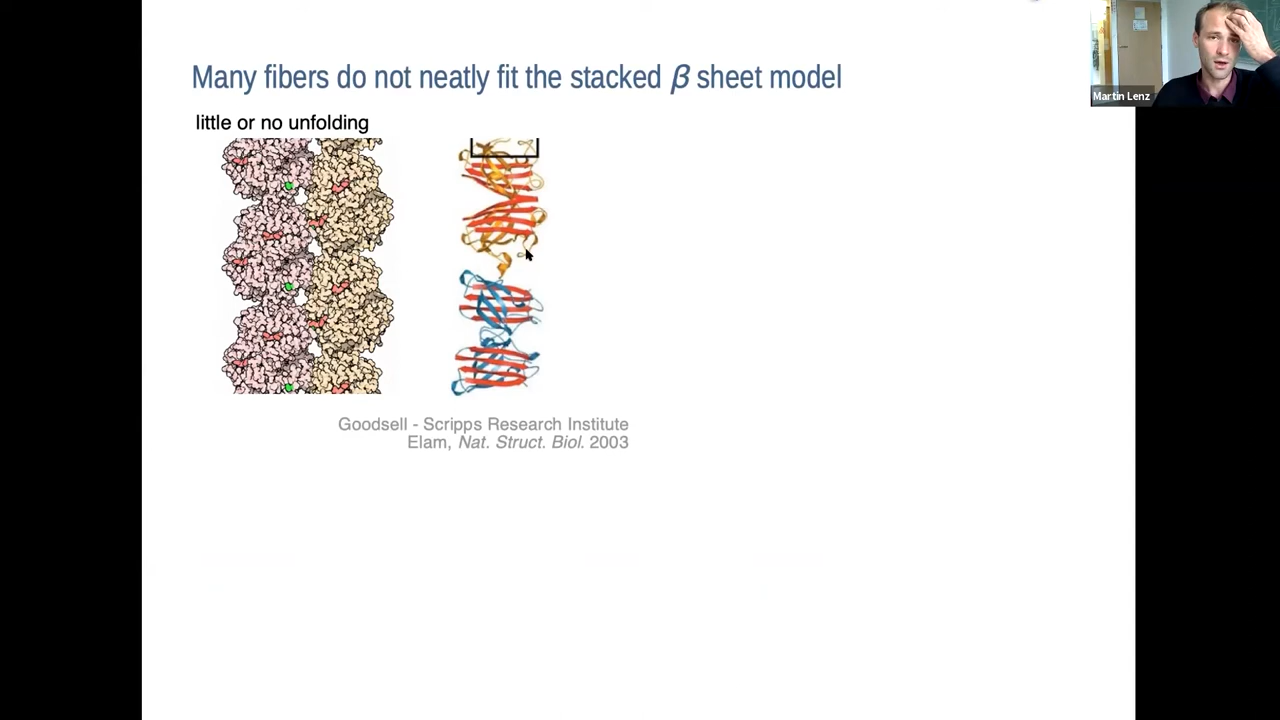 Many fibers do not neatly fit the stacked β sheet model
little or no unfolding
Goodsell - Scripps Research Institute
Elam, Nat. Struct. Biol. 2003
Martin Lenz